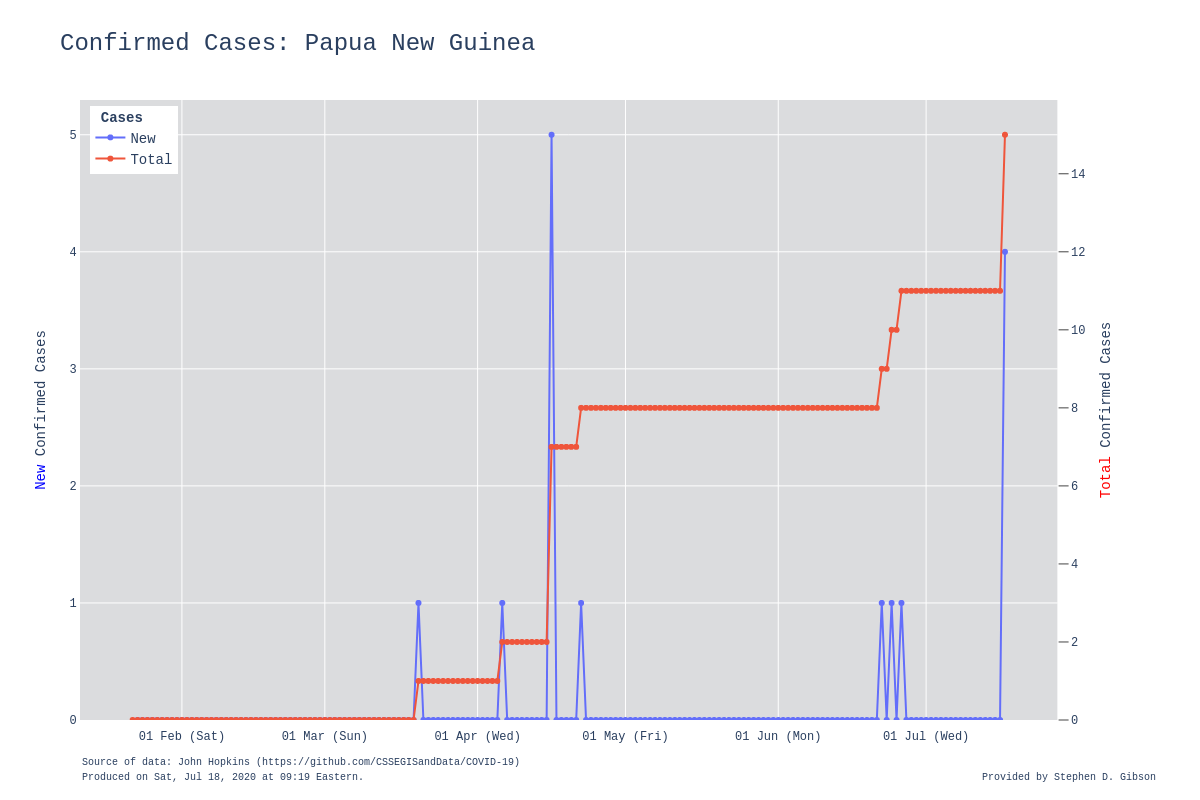 Confirmed Cases: Papua New Guinea
Cases
New
Total
5
4
3
2
1
0
New Confirmed Cases
14
12
10
8
6
4
2
0
Total Confirmed Cases
01 Feb (Sat) 01 Mar (Sun) 01 Apr (Wed) 01 May (Fri) 01 Jun (Mon) 01 Jul (Wed)
Source of data: John Hopkins (https://github.com/CSSEGISandData/COVID-19)
Produced on Sat, Jul 18, 2020 at 09:19 Eastern.
Provided by Stephen D. Gibson